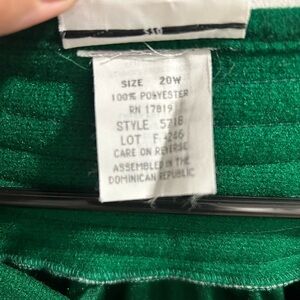 SIZE 20W
100% POLYESTER
RN 17819
STYLE 5718
LOT F 4246
CARE ON REVERSE
ASSEMBLED IN THE
DOMINICAN REPUBLIC